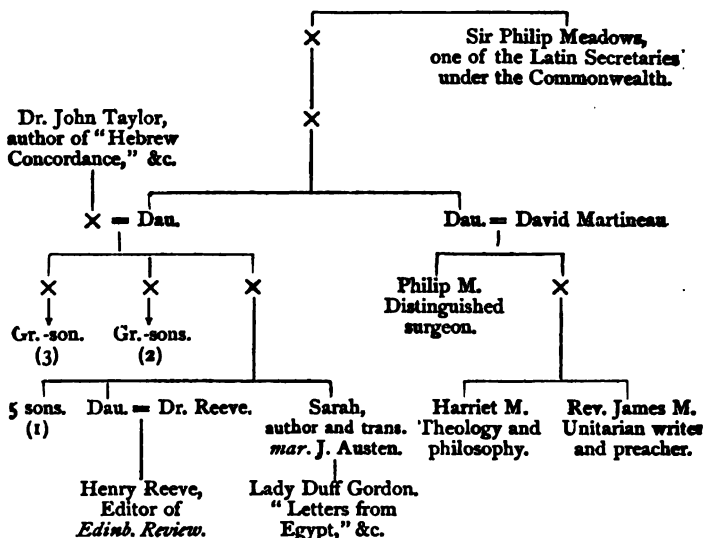 × Sir Philip Meadows,
one of the Latin Secretaries
under the Commonwealth.
×
Dr. John Taylor,
author of "Hebrew
Concordance," &c.
× = Dau. Dau. = David Martineau
× × × Philip M. ×
Distinguished
surgeon.
Gr.-son. Gr.-sons.
(3) (2)
5 sons. Dau. = Dr. Reeve. Sarah, Harriet M. Rev. James M.
(1) author and trans. Theology and Unitarian writer
mar. J. Austen. philosophy. and preacher.
Henry Reeve, Lady Duff Gordon.
Editor of "Letters from
Edinb. Review. Egypt," &c.